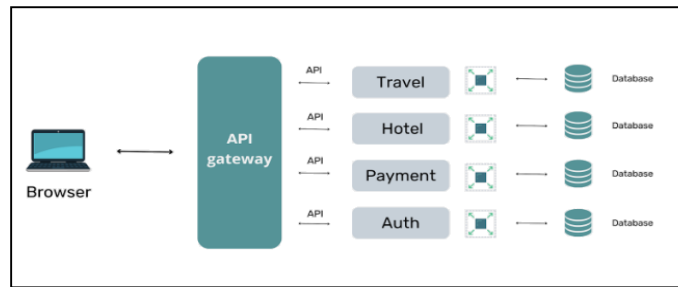 Browser
API
gateway
API
Travel
Database
API
Hotel
Database
API
Payment
Database
API
Auth
Database